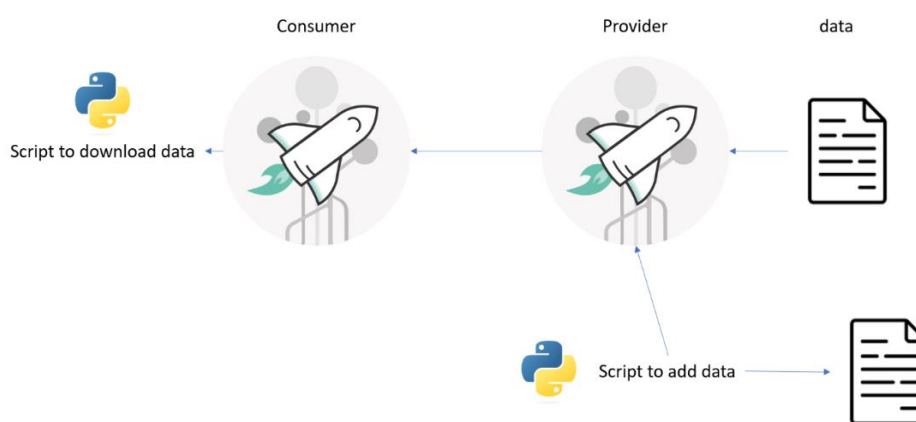 Consumer
Provider
data
Script to download data
Script to add data